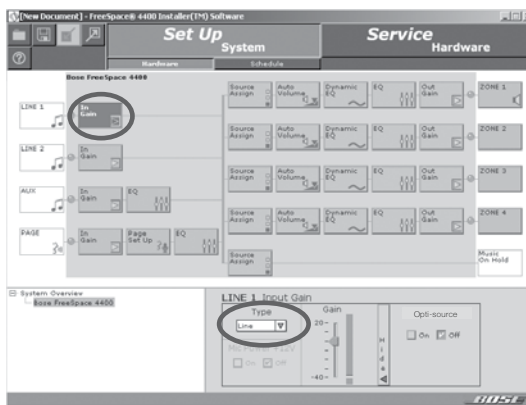 [New Document] - FreeSpace® 4400 Installer(TM) Software
Set Up
System
Service
Hardware
Hardware
Schedule
Bose FreeSpace 4400
LINE 1
In Gain
Source Assign
Auto Volume
Dynamic EQ
EQ
Out Gain
ZONE 1
LINE 2
In Gain
Source Assign
Auto Volume
Dynamic EQ
EQ
Out Gain
ZONE 2
AUX
In Gain
EQ
Source Assign
Auto Volume
Dynamic EQ
EQ
Out Gain
ZONE 3
PAGE
In Gain
Page Set Up
EQ
Source Assign
Auto Volume
Dynamic EQ
EQ
Out Gain
ZONE 4
Source Assign
Music On Hold
System Overview
Bose FreeSpace 4400
LINE 1 Input Gain
Type
Line
Mic Power +12V
On
Off
Gain
20-
-40-
Hide
Opti-source
On
Off
BOSE